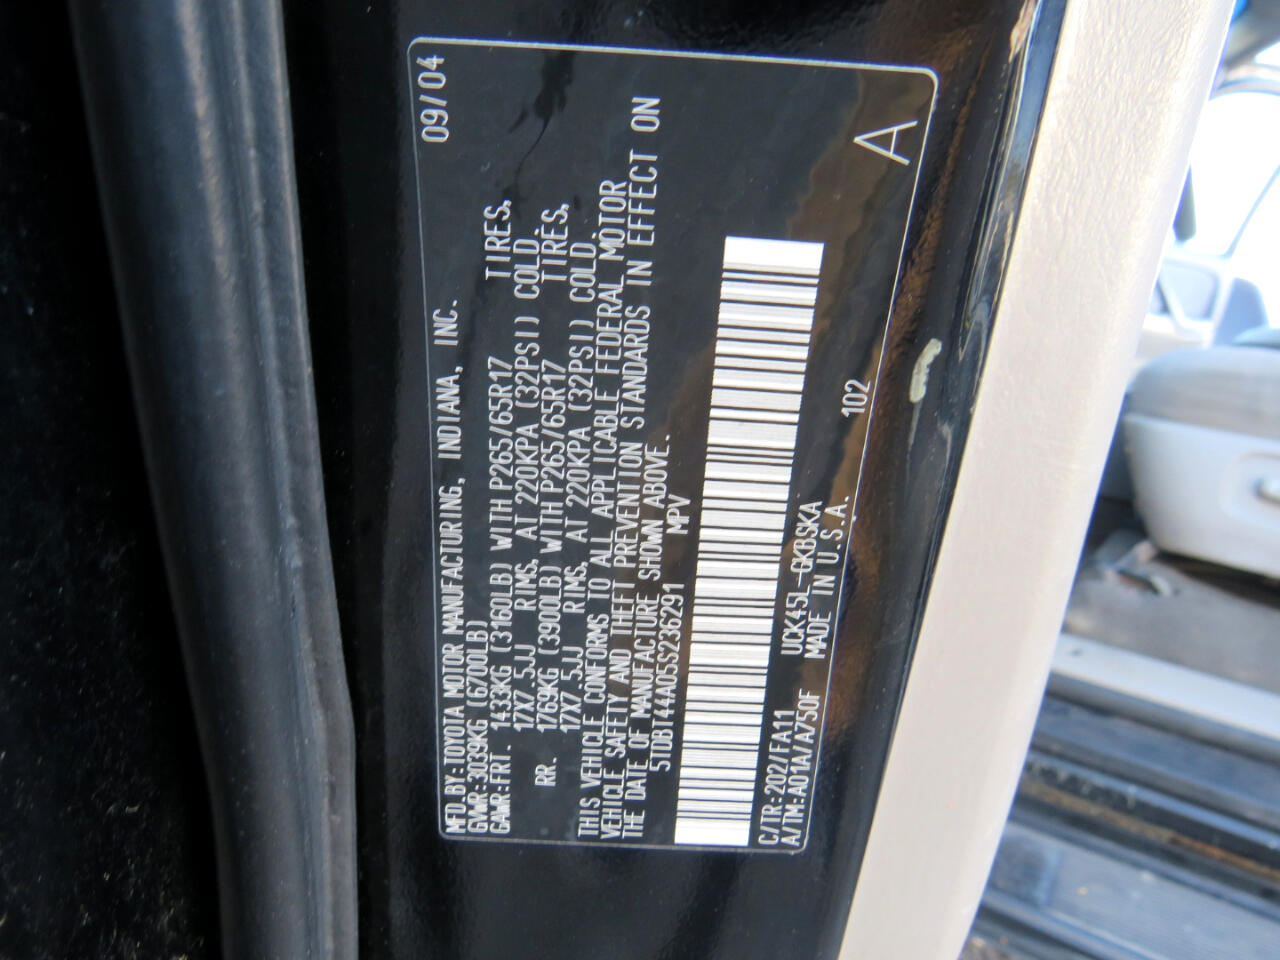 MFD.BY:TOYOTA MOTOR MANUFACTURING, INDIANA, INC. 09/04
GVWR:3039KG (6700LB)
GAWR:FRT. 1433KG (3160LB) WITH P265/65R17 TIRES,
17X7.5JJ RIMS, AT 220KPA (32PSI) COLD
RR. 1769KG (3900LB) WITH P265/65R17 TIRES,
17X7.5JJ RIMS, AT 220KPA (32PSI) COLD.
THIS VEHICLE CONFORMS TO ALL APPLICABLE FEDERAL MOTOR
VEHICLE SAFETY AND THEFT PREVENTION STANDARDS IN EFFECT ON
THE DATE OF MANUFACTURE SHOWN ABOVE.
5TDBT44A05S236291 MPV
C/TR:202/FA11 UCK45L-GKBSKA 102
A/TM:A01A/A750F MADE IN U.S.A.
A